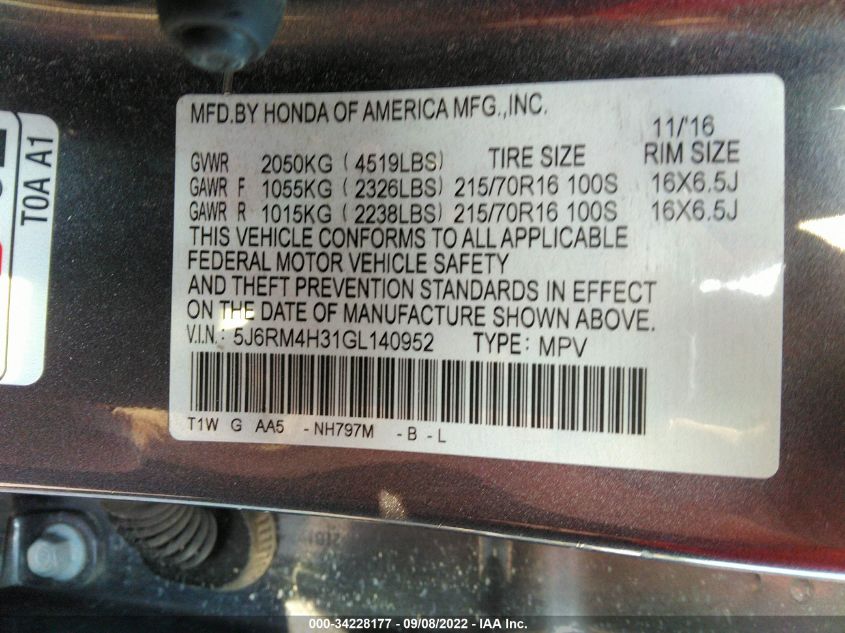 MFD.BY HONDA OF AMERICA MFG.,INC.
11/'16
GVWR 2050KG ( 4519LBS) TIRE SIZE RIM SIZE
GAWR F 1055KG ( 2326LBS) 215/70R16 100S 16X6.5J
GAWR R 1015KG ( 2238LBS) 215/70R16 100S 16X6.5J
THIS VEHICLE CONFORMS TO ALL APPLICABLE
FEDERAL MOTOR VEHICLE SAFETY
AND THEFT PREVENTION STANDARDS IN EFFECT
ON THE DATE OF MANUFACTURE SHOWN ABOVE.
V.I.N.: 5J6RM4H31GL140952 TYPE: MPV
T1W G AA5 -NH797M -B -L
T0A A1
000-34228177 - 09/08/2022 - IAA Inc.